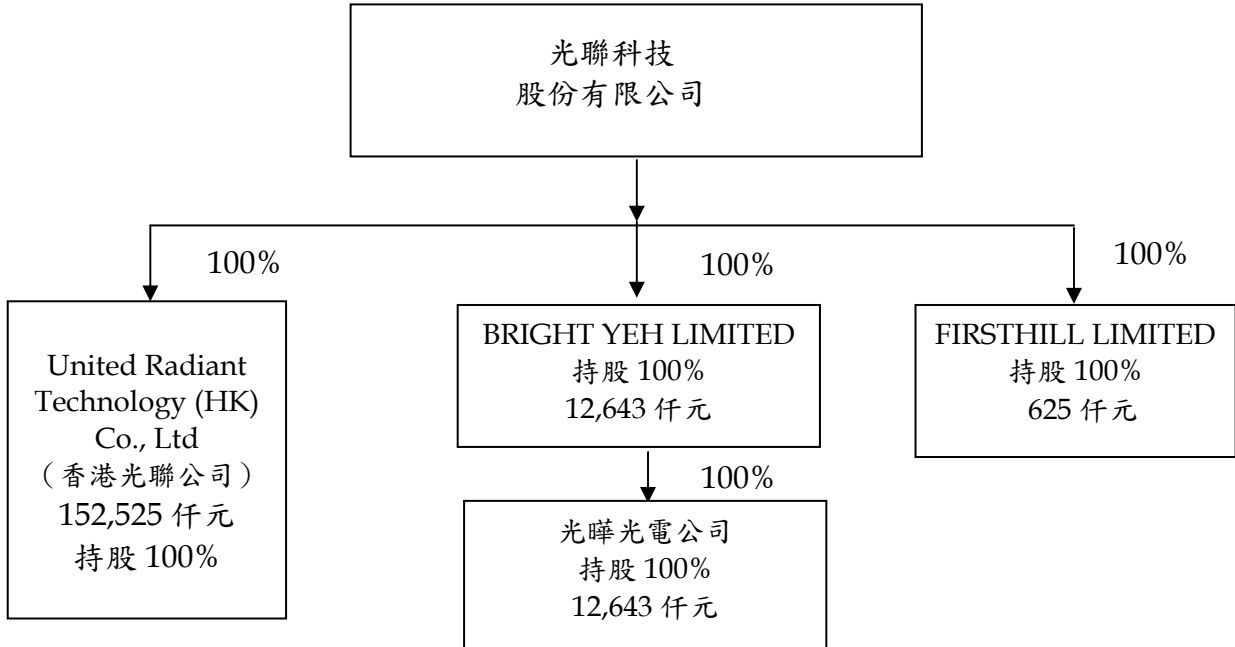 光聯科技
股份有限公司
100%
100%
100%
United Radiant
Technology (HK)
Co., Ltd
（香港光聯公司）
152,525 仟元
持股 100%
BRIGHT YEH LIMITED
持股 100%
12,643 仟元
FIRSTHILL LIMITED
持股 100%
625 仟元
100%
光曄光電公司
持股 100%
12,643 仟元